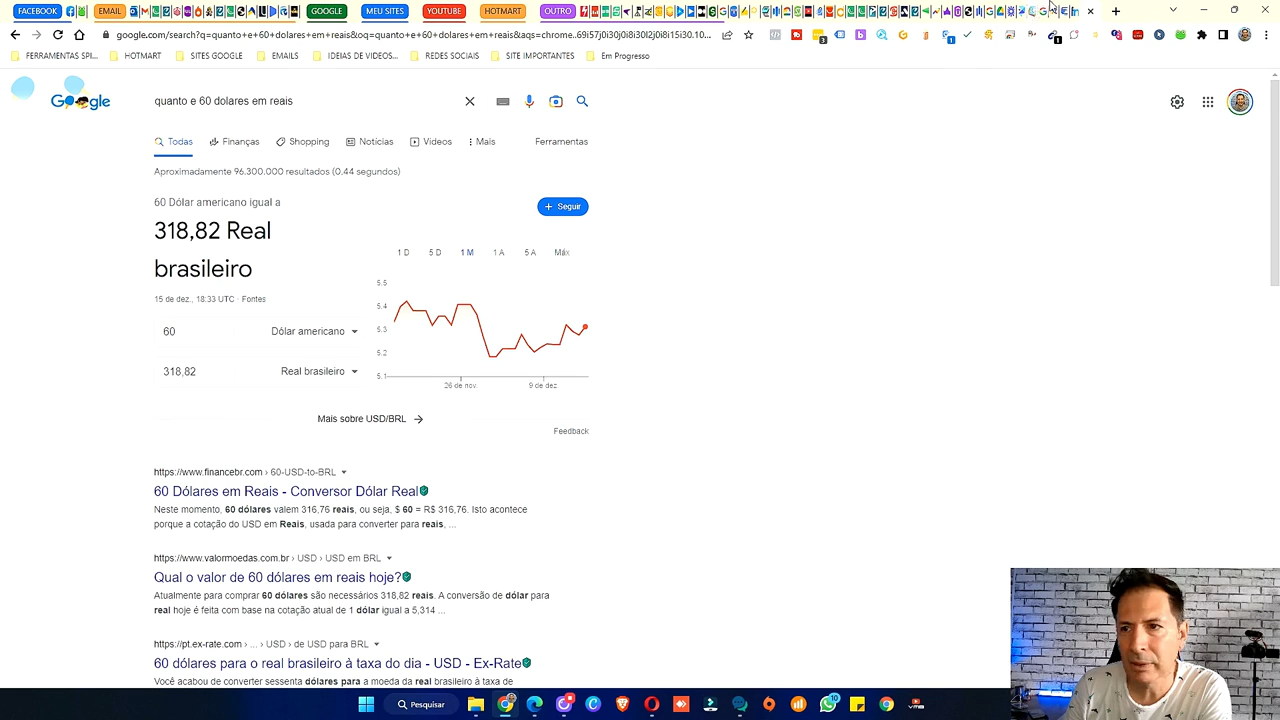 FACEBOOK
EMAIL
GOOGLE
MEU SITES
YOUTUBE
HOTMART
OUTRO
google.com/search?q=quanto+e+60+dolares+em+reais&oq=quanto+e+60+dolares+em+reais&aqs=chrome..69i57j0i30j0i8i30l2j0i8i15i30.10...
FERRAMENTAS SPI...
HOTMART
SITES GOOGLE
EMAILS
IDEIAS DE VIDEOS...
REDES SOCIAIS
SITE IMPORTANTES
Em Progresso
quanto e 60 dolares em reais
Todas
Finanças
Shopping
Notícias
Vídeos
Mais
Ferramentas
Aproximadamente 96.300.000 resultados (0.44 segundos)
60 Dólar americano igual a
Seguir
318,82 Real
brasileiro
15 de dez., 18:33 UTC · Fontes
60 Dólar americano
318,82 Real brasileiro
1 D 5 D 1 M 1 A 5 A Máx
5.5
5.4
5.3
5.2
5.1
26 de nov. 9 de dez
Mais sobre USD/BRL
Feedback
https://www.financebr.com › 60-USD-to-BRL
60 Dólares em Reais - Conversor Dólar Real
Neste momento, 60 dólares valem 316,76 reais, ou seja, $ 60 = R$ 316,76. Isto acontece
porque a cotação do USD em Reais, usada para converter para reais, ...
https://www.valormoedas.com.br › USD › USD em BRL
Qual o valor de 60 dólares em reais hoje?
Atualmente para comprar 60 dólares são necessários 318,82 reais. A conversão de dólar para
real hoje é feita com base na cotação atual de 1 dólar igual a 5,314 ...
https://pt.ex-rate.com › ... › USD › de USD para BRL
60 dólares para o real brasileiro à taxa do dia - USD - Ex-Rate
Você acabou de converter sessenta dólares para a moeda da real brasileiro à taxa de
Pesquisar
10